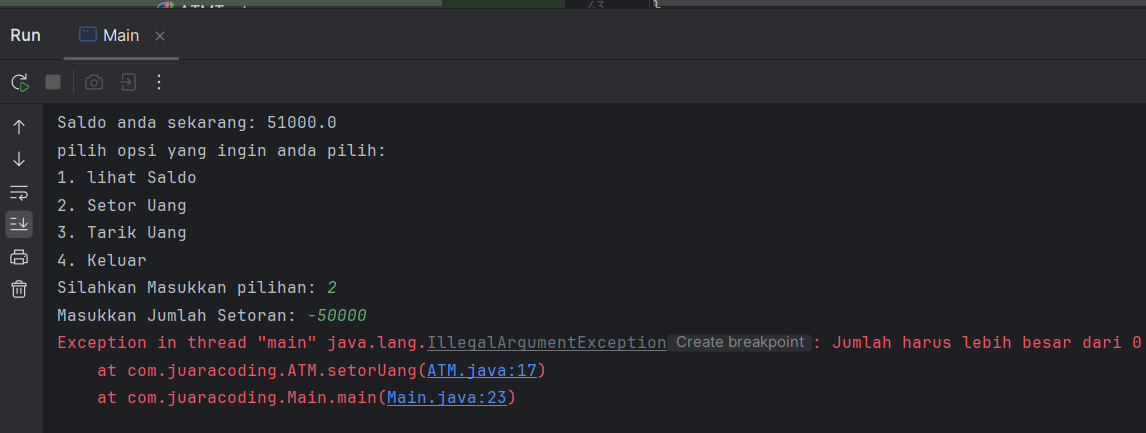 43 {
Run Main
Saldo anda sekarang: 51000.0
pilih opsi yang ingin anda pilih:
1. lihat Saldo
2. Setor Uang
3. Tarik Uang
4. Keluar
Silahkan Masukkan pilihan: 2
Masukkan Jumlah Setoran: -50000
Exception in thread "main" java.lang.IllegalArgumentException Create breakpoint : Jumlah harus lebih besar dari 0
at com.juaracoding.ATM.setorUang(ATM.java:17)
at com.juaracoding.Main.main(Main.java:23)